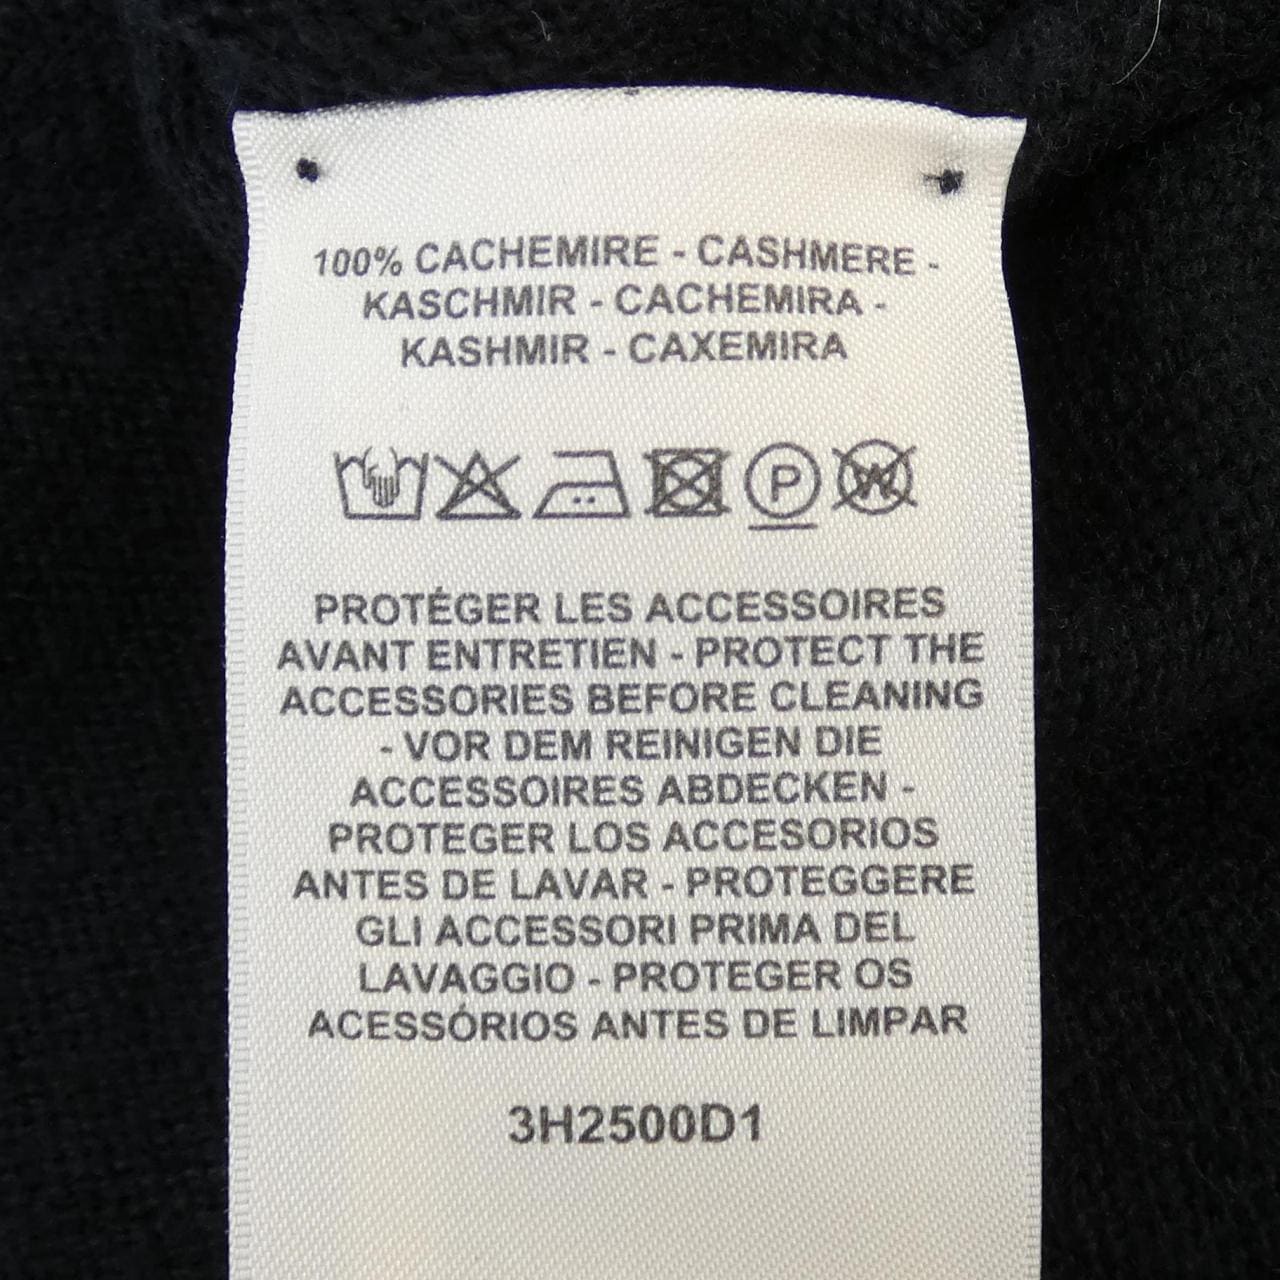 100% CACHEMIRE - CASHMERE -
KASCHMIR - CACHEMIRA -
KASHMIR - CAXEMIRA
P
W
PROTÉGER LES ACCESSOIRES
AVANT ENTRETIEN - PROTECT THE
ACCESSORIES BEFORE CLEANING
- VOR DEM REINIGEN DIE
ACCESSOIRES ABDECKEN -
PROTEGER LOS ACCESORIOS
ANTES DE LAVAR - PROTEGGERE
GLI ACCESSORI PRIMA DEL
LAVAGGIO - PROTEGER OS
ACESSÓRIOS ANTES DE LIMPAR
3H2500D1